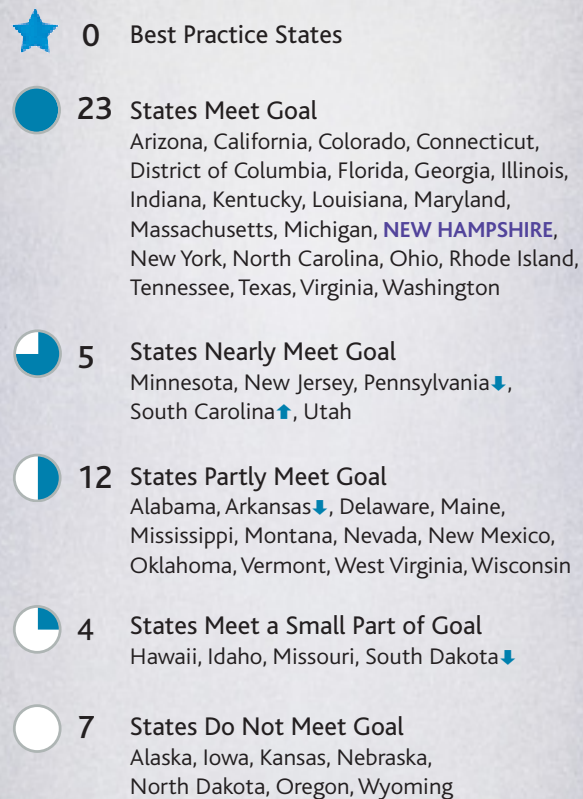 0 Best Practice States
23 States Meet Goal
Arizona, California, Colorado, Connecticut,
District of Columbia, Florida, Georgia, Illinois,
Indiana, Kentucky, Louisiana, Maryland,
Massachusetts, Michigan, NEW HAMPSHIRE,
New York, North Carolina, Ohio, Rhode Island,
Tennessee, Texas, Virginia, Washington
5 States Nearly Meet Goal
Minnesota, New Jersey, Pennsylvania⬇,
South Carolina⬆, Utah
12 States Partly Meet Goal
Alabama, Arkansas⬇, Delaware, Maine,
Mississippi, Montana, Nevada, New Mexico,
Oklahoma, Vermont, West Virginia, Wisconsin
4 States Meet a Small Part of Goal
Hawaii, Idaho, Missouri, South Dakota⬇
7 States Do Not Meet Goal
Alaska, Iowa, Kansas, Nebraska,
North Dakota, Oregon, Wyoming